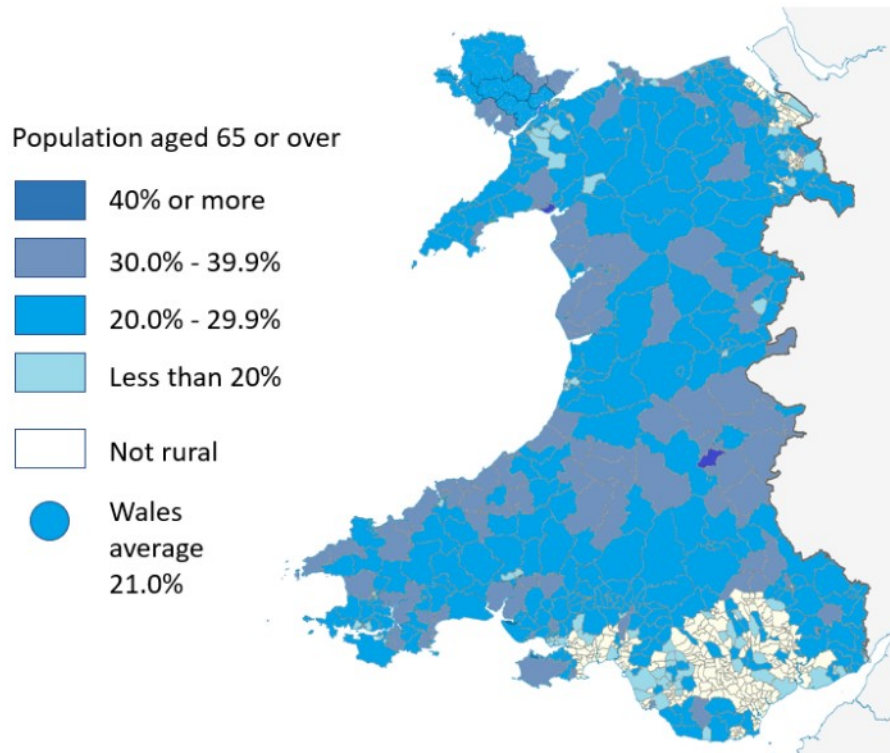 Population aged 65 or over
40% or more
30.0% - 39.9%
20.0% - 29.9%
Less than 20%
Not rural
Wales
average
21.0%